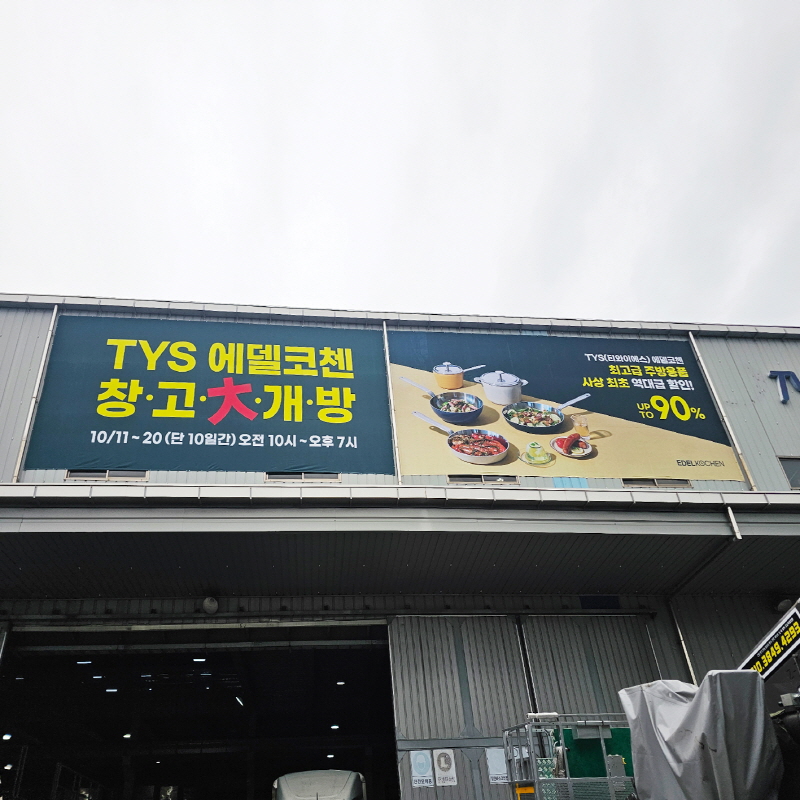 TYS 에델코첸
창·고·大·개·방
10/11 ~ 20 (단 10일간) 오전 10시 ~ 오후 7시
TYS(티와이에스) 에델코첸
최고급 주방용품
사상 최초 역대급 할인!
UP TO 90%
EDELKOCHEN
3849.4293